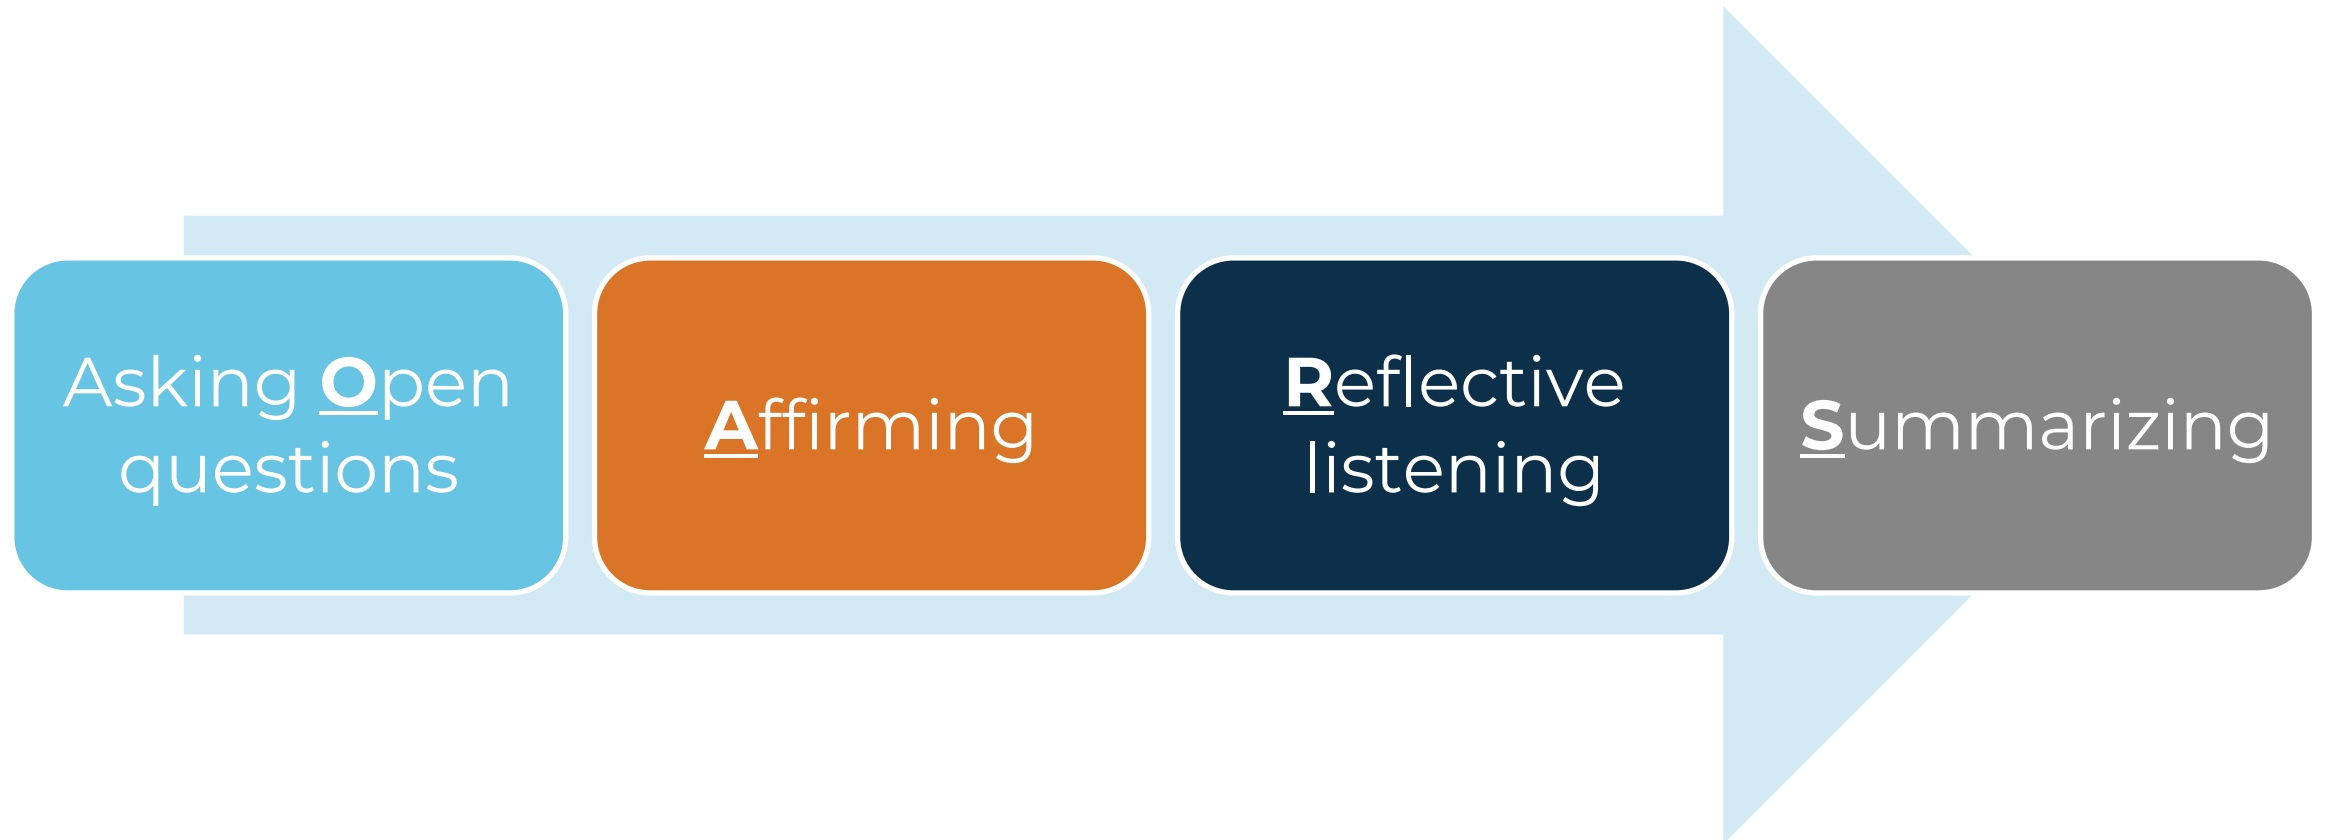 Asking Open
questions
Affirming
Reflective
listening
Summarizing